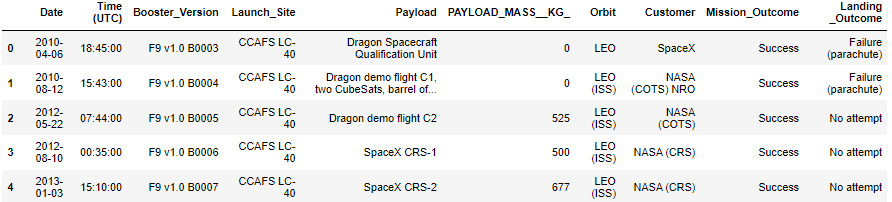 Date Time (UTC) Booster_Version Launch_Site Payload PAYLOAD_MASS__KG_ Orbit Customer Mission_Outcome Landing _Outcome
0 2010-04-06 18:45:00 F9 v1.0 B0003 CCAFS LC-40 Dragon Spacecraft Qualification Unit 0 LEO SpaceX Success Failure (parachute)
1 2010-08-12 15:43:00 F9 v1.0 B0004 CCAFS LC-40 Dragon demo flight C1, two CubeSats, barrel of... 0 LEO (ISS) NASA (COTS) NRO Success Failure (parachute)
2 2012-05-22 07:44:00 F9 v1.0 B0005 CCAFS LC-40 Dragon demo flight C2 525 LEO (ISS) NASA (COTS) Success No attempt
3 2012-08-10 00:35:00 F9 v1.0 B0006 CCAFS LC-40 SpaceX CRS-1 500 LEO (ISS) NASA (CRS) Success No attempt
4 2013-01-03 15:10:00 F9 v1.0 B0007 CCAFS LC-40 SpaceX CRS-2 677 LEO (ISS) NASA (CRS) Success No attempt